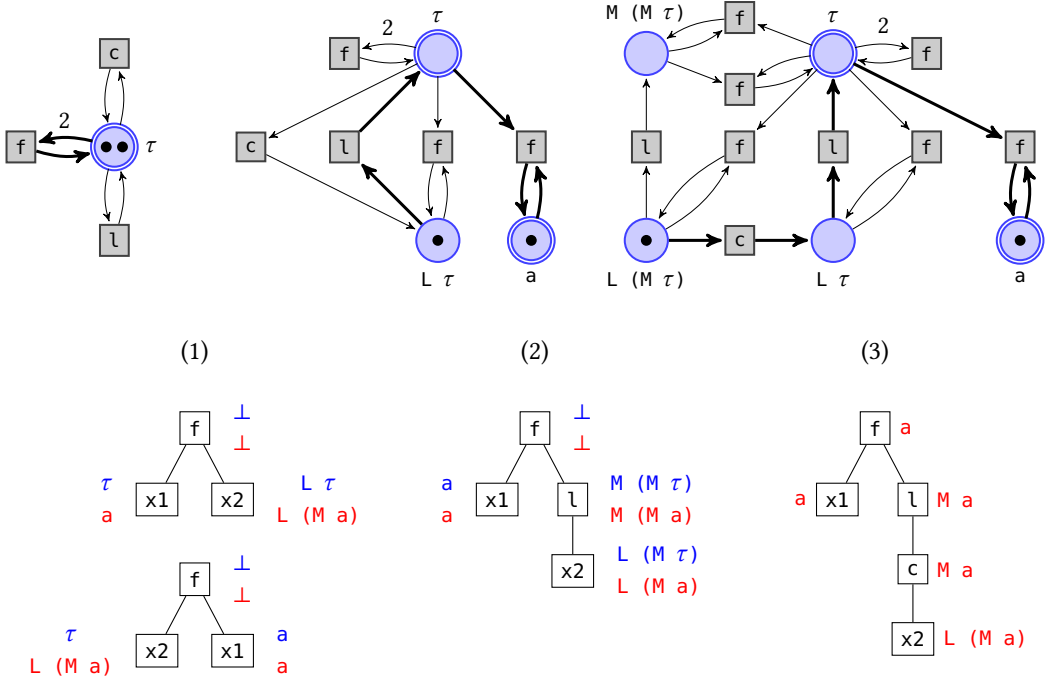 c
f 2 τ
l
τ
f 2
c l f f
L τ a
M (M τ) f τ 2 f
f
l f l f f
c
L (M τ) L τ a
(1) (2) (3)
f ⊥
⊥
τ x1 x2 L τ
a L (M a)
f ⊥
⊥
τ x2 x1 a
L (M a) a
f ⊥
⊥
a x1 l M (M τ)
a M (M a)
x2 L (M τ)
L (M a)
f a
a x1 l M a
c M a
x2 L (M a)